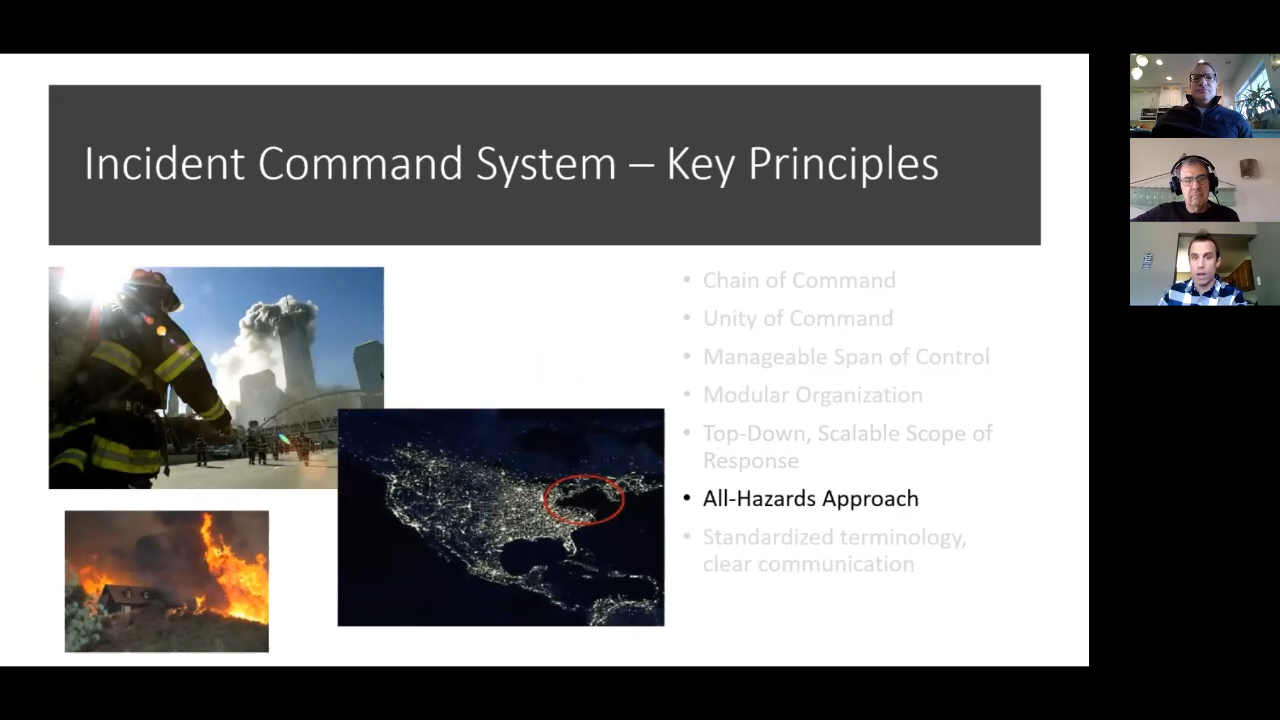 Incident Command System – Key Principles
• Chain of Command
• Unity of Command
• Manageable Span of Control
• Modular Organization
• Top-Down, Scalable Scope of
Response
• All-Hazards Approach
• Standardized terminology,
clear communication